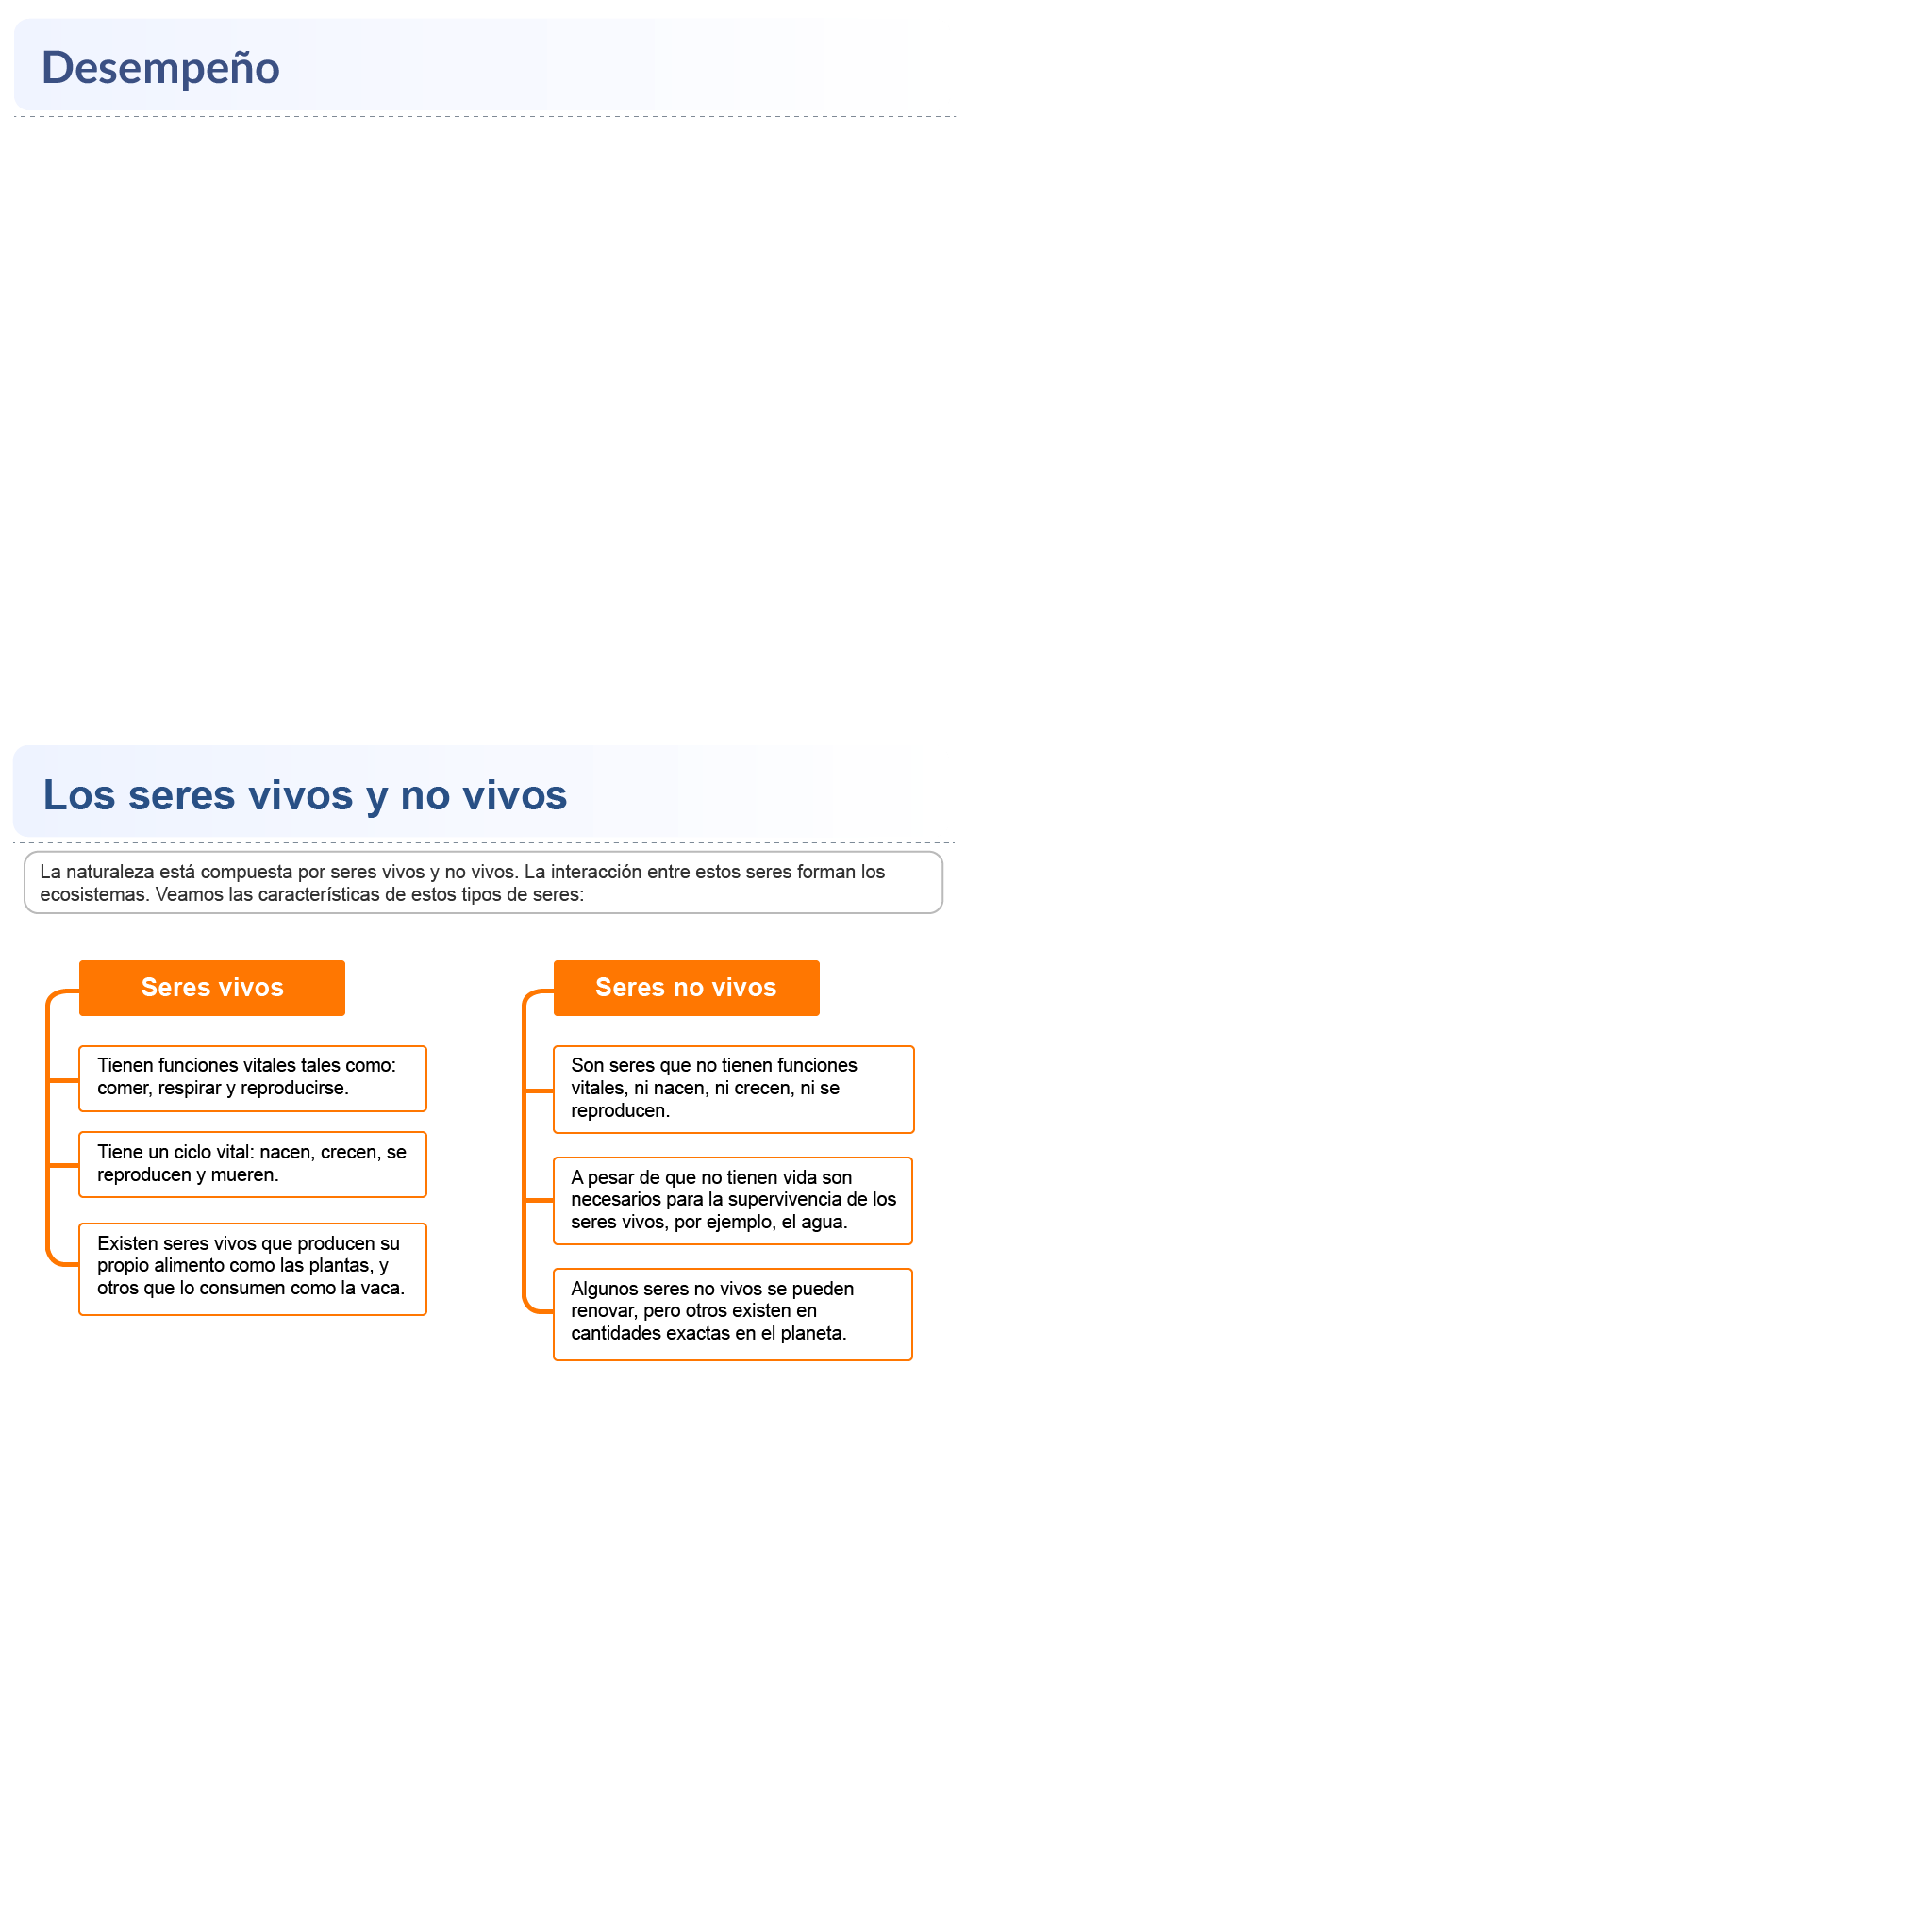 Desempeño
Los seres vivos y no vivos
La naturaleza está compuesta por seres vivos y no vivos. La interacción entre estos seres forman los
ecosistemas. Veamos las características de estos tipos de seres:
Seres vivos
Tienen funciones vitales tales como:
comer, respirar y reproducirse.
Tiene un ciclo vital: nacen, crecen, se
reproducen y mueren.
Existen seres vivos que producen su
propio alimento como las plantas, y
otros que lo consumen como la vaca.
Seres no vivos
Son seres que no tienen funciones
vitales, ni nacen, ni crecen, ni se
reproducen.
A pesar de que no tienen vida son
necesarios para la supervivencia de los
seres vivos, por ejemplo, el agua.
Algunos seres no vivos se pueden
renovar, pero otros existen en
cantidades exactas en el planeta.